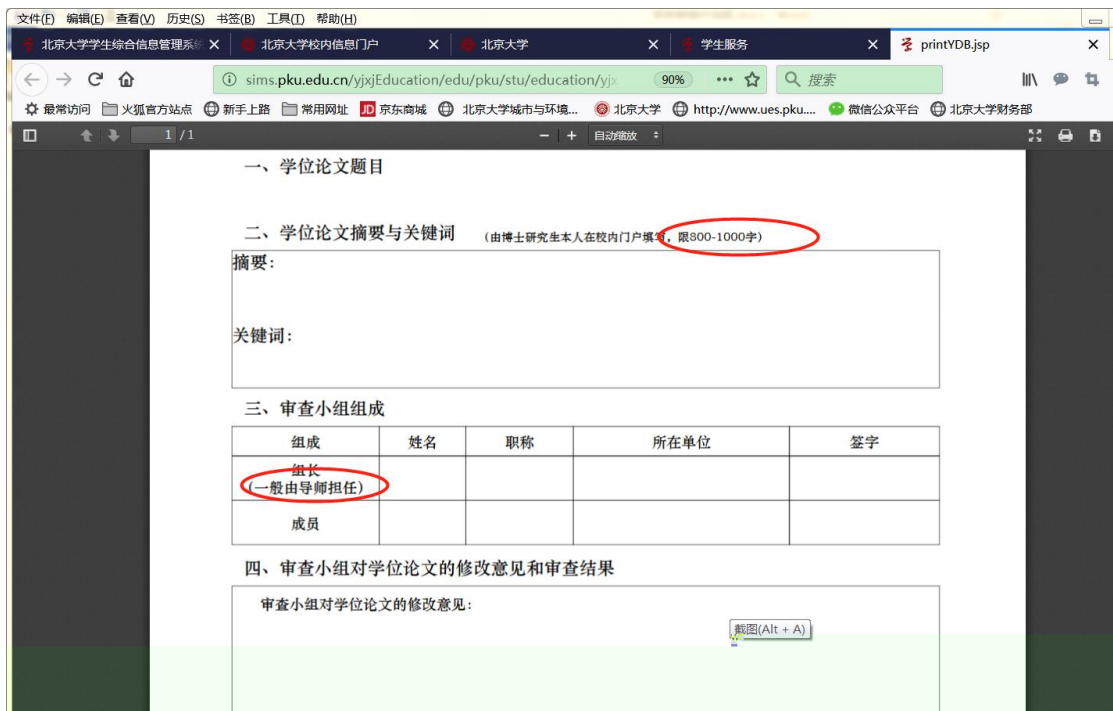 文件(F) 编辑(E) 查看(V) 历史(S) 书签(B) 工具(T) 帮助(H)
北京大学学生综合信息管理系统 北京大学校内信息门户 北京大学 学生服务 printYDB.jsp
sims.pku.edu.cn/yjxjEducation/edu/pku/stu/education/yjx 90% 搜索
最常访问 火狐官方站点 新手上路 常用网址 JD 京东商城 北京大学城市与环境... 北京大学 http://www.ues.pku.... 微信公众平台 北京大学财务部
1 /1 − + 自动缩放
一、学位论文题目
二、学位论文摘要与关键词 (由博士研究生本人在校内门户填写，限800-1000字)
摘要：
关键词：
三、审查小组组成
组成 姓名 职称 所在单位 签字
组长
(一般由导师担任)
成员
四、审查小组对学位论文的修改意见和审查结果
审查小组对学位论文的修改意见：
截图(Alt + A)